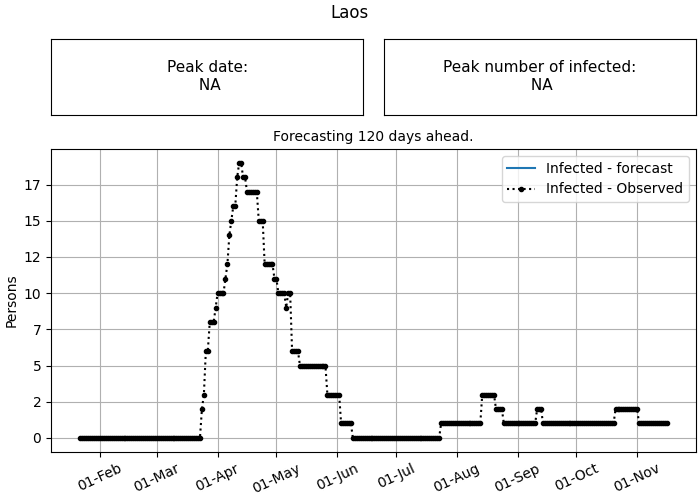 Laos
Peak date:
NA
Peak number of infected:
NA
Forecasting 120 days ahead.
Infected - forecast
Infected - Observed
Persons
17
15
12
10
7
5
2
0
01-Feb
01-Mar
01-Apr
01-May
01-Jun
01-Jul
01-Aug
01-Sep
01-Oct
01-Nov